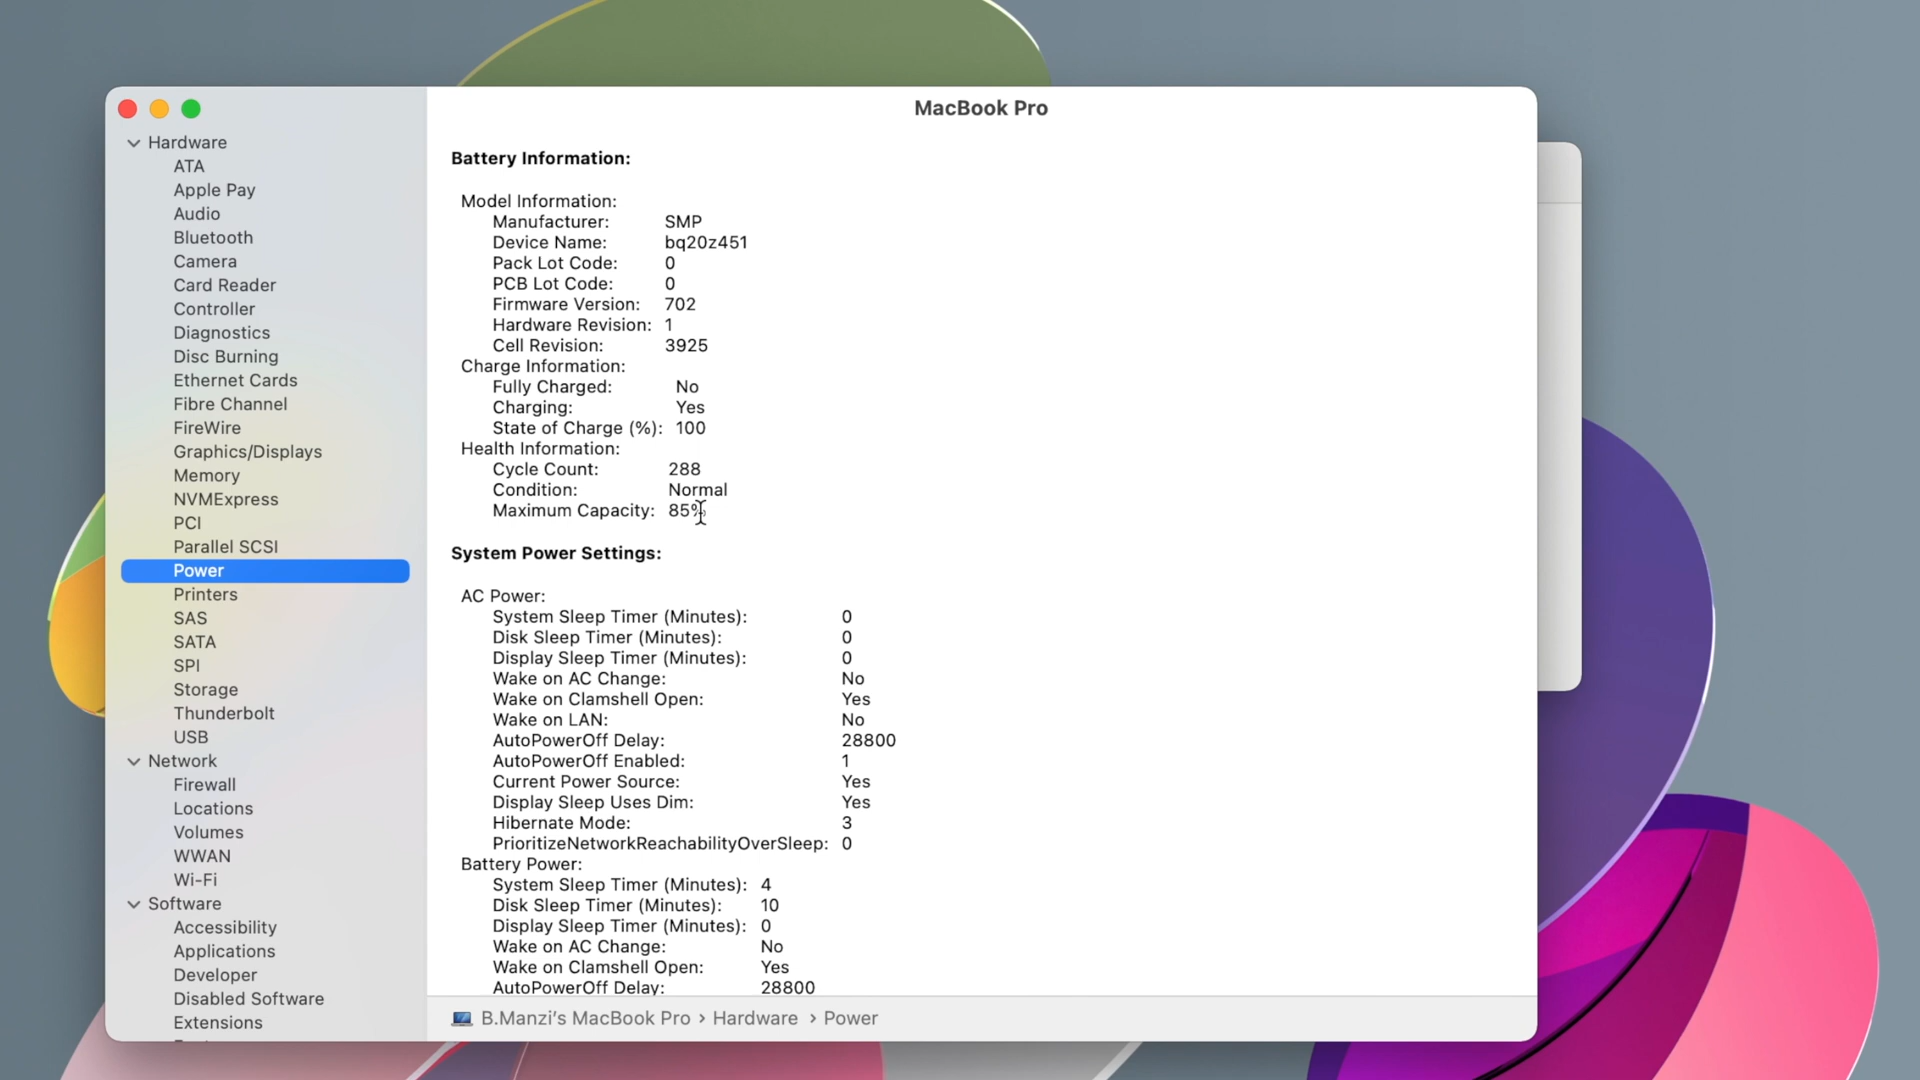 MacBook Pro
Hardware
ATA
Apple Pay
Audio
Bluetooth
Camera
Card Reader
Controller
Diagnostics
Disc Burning
Ethernet Cards
Fibre Channel
FireWire
Graphics/Displays
Memory
NVMExpress
PCI
Parallel SCSI
Power
Printers
SAS
SATA
SPI
Storage
Thunderbolt
USB
Network
Firewall
Locations
Volumes
WWAN
Wi-Fi
Software
Accessibility
Applications
Developer
Disabled Software
Extensions
Battery Information:
Model Information:
Manufacturer: SMP
Device Name: bq20z451
Pack Lot Code: 0
PCB Lot Code: 0
Firmware Version: 702
Hardware Revision: 1
Cell Revision: 3925
Charge Information:
Fully Charged: No
Charging: Yes
State of Charge (%): 100
Health Information:
Cycle Count: 288
Condition: Normal
Maximum Capacity: 85%
System Power Settings:
AC Power:
System Sleep Timer (Minutes): 0
Disk Sleep Timer (Minutes): 0
Display Sleep Timer (Minutes): 0
Wake on AC Change: No
Wake on Clamshell Open: Yes
Wake on LAN: No
AutoPowerOff Delay: 28800
AutoPowerOff Enabled: 1
Current Power Source: Yes
Display Sleep Uses Dim: Yes
Hibernate Mode: 3
PrioritizeNetworkReachabilityOverSleep: 0
Battery Power:
System Sleep Timer (Minutes): 4
Disk Sleep Timer (Minutes): 10
Display Sleep Timer (Minutes): 0
Wake on AC Change: No
Wake on Clamshell Open: Yes
AutoPowerOff Delay: 28800
B.Manzi's MacBook Pro › Hardware › Power